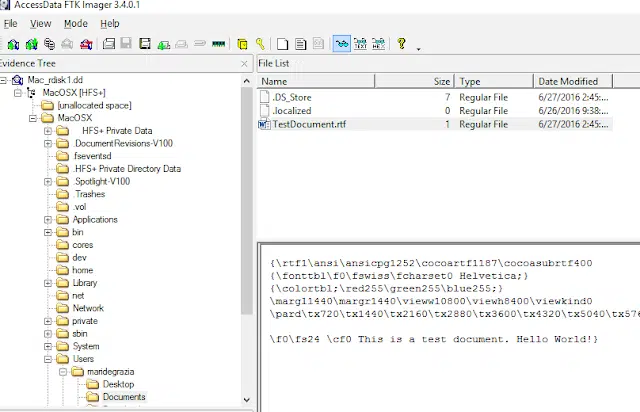 AccessData FTK Imager 3.4.0.1
File View Mode Help
Evidence Tree
Mac_rdisk1.dd
MacOSX [HFS+]
[unallocated space]
MacOSX
HFS+ Private Data
.DocumentRevisions-V100
.fseventsd
.HFS+ Private Directory Data
.Spotlight-V100
.Trashes
.vol
Applications
bin
cores
dev
home
Library
net
Network
private
sbin
System
Users
maridegrazia
Desktop
Documents
File List
Name Size Type Date Modified
.DS_Store 7 Regular File 6/27/2016 2:45:...
.localized 0 Regular File 6/26/2016 9:38...
TestDocument.rtf 1 Regular File 6/27/2016 2:45:...
{\rtf1\ansi\ansicpg1252\cocoartf1187\cocoasubrtf400
{\fonttbl\f0\fswiss\fcharset0 Helvetica;}
{\colortbl;\red255\green255\blue255;}
\margl1440\margr1440\vieww10800\viewh8400\viewkind0
\pard\tx720\tx1440\tx2160\tx2880\tx3600\tx4320\tx5040\tx576
\f0\fs24 \cf0 This is a test document. Hello World!}